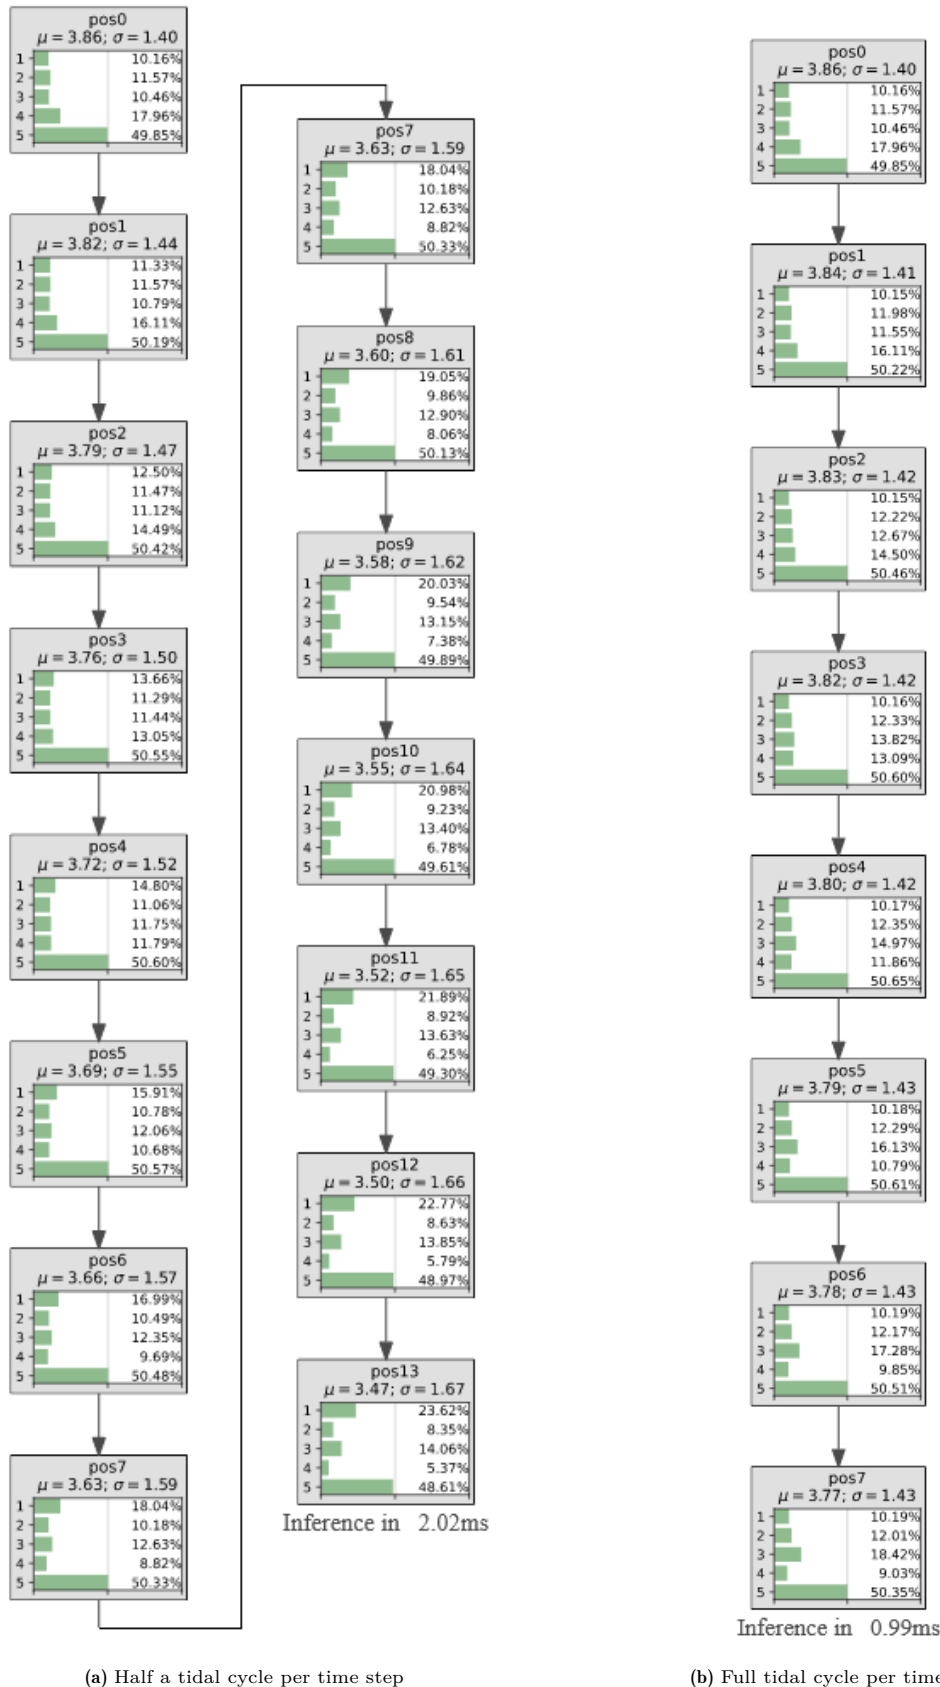 pos0
μ = 3.86; σ = 1.40
1 10.16%
2 11.57%
3 10.46%
4 17.96%
5 49.85%
pos1
μ = 3.82; σ = 1.44
1 11.33%
2 11.57%
3 10.79%
4 16.11%
5 50.19%
pos2
μ = 3.79; σ = 1.47
1 12.50%
2 11.47%
3 11.12%
4 14.49%
5 50.42%
pos3
μ = 3.76; σ = 1.50
1 13.66%
2 11.29%
3 11.44%
4 13.05%
5 50.55%
pos4
μ = 3.72; σ = 1.52
1 14.80%
2 11.06%
3 11.75%
4 11.79%
5 50.60%
pos5
μ = 3.69; σ = 1.55
1 15.91%
2 10.78%
3 12.06%
4 10.68%
5 50.57%
pos6
μ = 3.66; σ = 1.57
1 16.99%
2 10.49%
3 12.35%
4 9.69%
5 50.48%
pos7
μ = 3.63; σ = 1.59
1 18.04%
2 10.18%
3 12.63%
4 8.82%
5 50.33%
pos7
μ = 3.63; σ = 1.59
1 18.04%
2 10.18%
3 12.63%
4 8.82%
5 50.33%
pos8
μ = 3.60; σ = 1.61
1 19.05%
2 9.86%
3 12.90%
4 8.06%
5 50.13%
pos9
μ = 3.58; σ = 1.62
1 20.03%
2 9.54%
3 13.15%
4 7.38%
5 49.89%
pos10
μ = 3.55; σ = 1.64
1 20.98%
2 9.23%
3 13.40%
4 6.78%
5 49.61%
pos11
μ = 3.52; σ = 1.65
1 21.89%
2 8.92%
3 13.63%
4 6.25%
5 49.30%
pos12
μ = 3.50; σ = 1.66
1 22.77%
2 8.63%
3 13.85%
4 5.79%
5 48.97%
pos13
μ = 3.47; σ = 1.67
1 23.62%
2 8.35%
3 14.06%
4 5.37%
5 48.61%
Inference in 2.02ms
(a) Half a tidal cycle per time step
pos0
μ = 3.86; σ = 1.40
1 10.16%
2 11.57%
3 10.46%
4 17.96%
5 49.85%
pos1
μ = 3.84; σ = 1.41
1 10.15%
2 11.98%
3 11.55%
4 16.11%
5 50.22%
pos2
μ = 3.83; σ = 1.42
1 10.15%
2 12.22%
3 12.67%
4 14.50%
5 50.46%
pos3
μ = 3.82; σ = 1.42
1 10.16%
2 12.33%
3 13.82%
4 13.09%
5 50.60%
pos4
μ = 3.80; σ = 1.42
1 10.17%
2 12.35%
3 14.97%
4 11.86%
5 50.65%
pos5
μ = 3.79; σ = 1.43
1 10.18%
2 12.29%
3 16.13%
4 10.79%
5 50.61%
pos6
μ = 3.78; σ = 1.43
1 10.19%
2 12.17%
3 17.28%
4 9.85%
5 50.51%
pos7
μ = 3.77; σ = 1.43
1 10.19%
2 12.01%
3 18.42%
4 9.03%
5 50.35%
Inference in 0.99ms
(b) Full tidal cycle per time